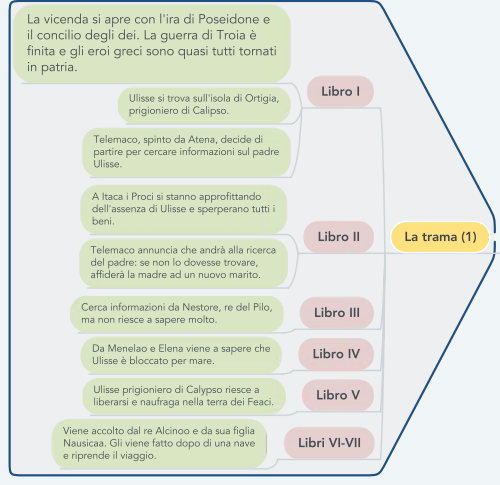 La vicenda si apre con l'ira di Poseidone e
il concilio degli dei. La guerra di Troia è
finita e gli eroi greci sono quasi tutti tornati
in patria.
Libro I
Ulisse si trova sull'isola di Ortigia,
prigioniero di Calipso.
Telemaco, spinto da Atena, decide di
partire per cercare informazioni sul padre
Ulisse.
A Itaca i Proci si stanno approfittando
dell'assenza di Ulisse e sperperano tutti i
beni.
Libro II
La trama (1)
Telemaco annuncia che andrà alla ricerca
del padre: se non lo dovesse trovare,
affiderà la madre ad un nuovo marito.
Cerca informazioni da Nestore, re del Pilo,
ma non riesce a sapere molto.
Libro III
Da Menelao e Elena viene a sapere che
Ulisse è bloccato per mare.
Libro IV
Ulisse prigioniero di Calypso riesce a
liberarsi e naufraga nella terra dei Feaci.
Libro V
Viene accolto dal re Alcinoo e da sua figlia
Nausicaa. Gli viene fatto dopo di una nave
e riprende il viaggio.
Libri VI-VII